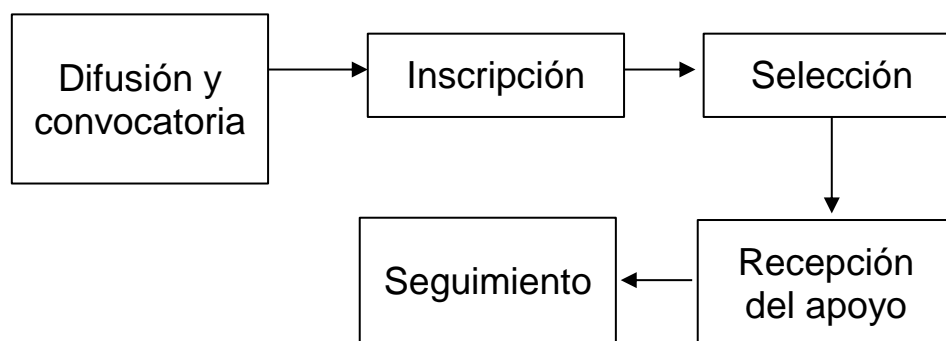 Difusión y
convocatoria
Inscripción
Selección
Recepción
del apoyo
Seguimiento